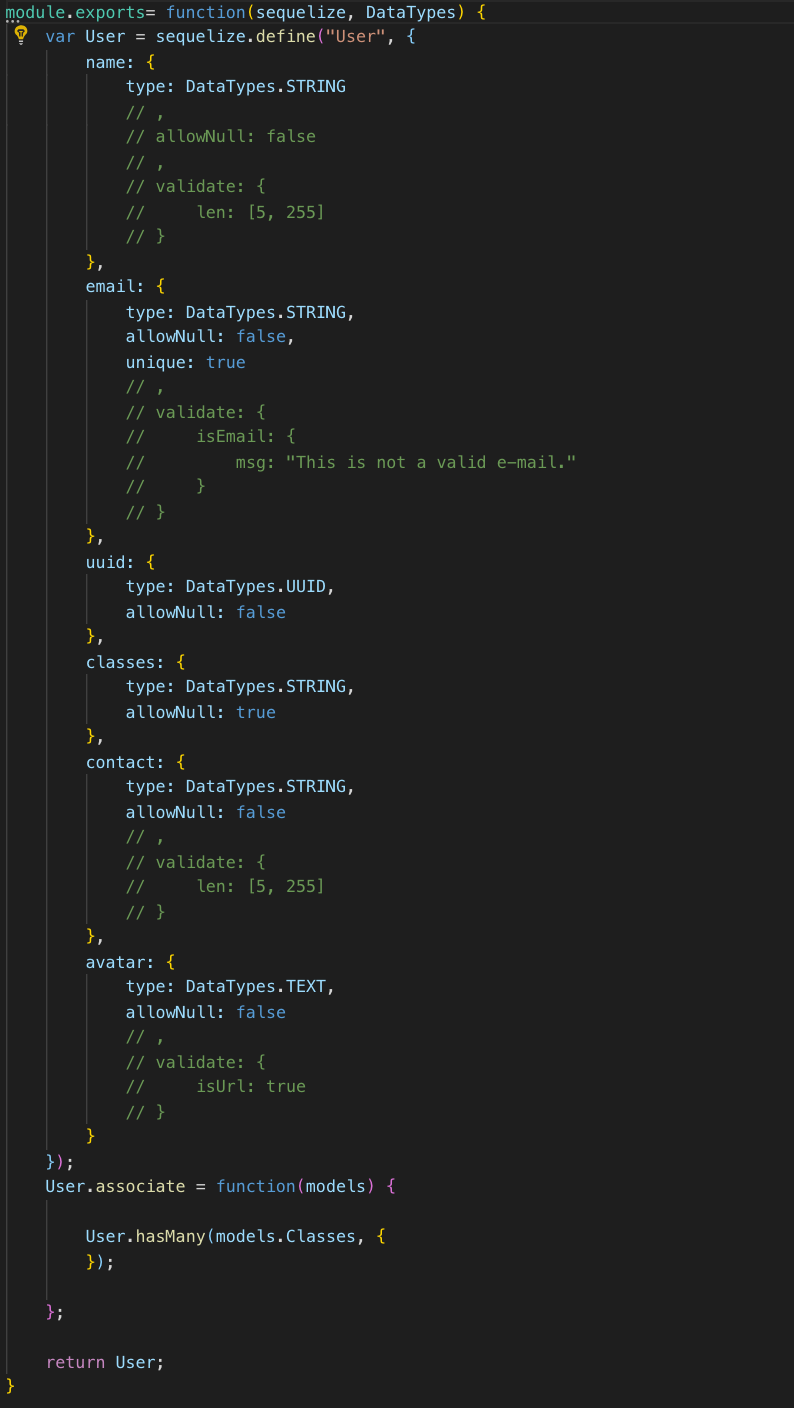 module.exports= function(sequelize, DataTypes) {
    var User = sequelize.define("User", {
        name: {
            type: DataTypes.STRING
            // ,
            // allowNull: false
            // ,
            // validate: {
            //     len: [5, 255]
            // }
        },
        email: {
            type: DataTypes.STRING,
            allowNull: false,
            unique: true
            // ,
            // validate: {
            //     isEmail: {
            //         msg: "This is not a valid e-mail."
            //     }
            // }
        },
        uuid: {
            type: DataTypes.UUID,
            allowNull: false
        },
        classes: {
            type: DataTypes.STRING,
            allowNull: true
        },
        contact: {
            type: DataTypes.STRING,
            allowNull: false
            // ,
            // validate: {
            //     len: [5, 255]
            // }
        },
        avatar: {
            type: DataTypes.TEXT,
            allowNull: false
            // ,
            // validate: {
            //     isUrl: true
            // }
        }
    });
    User.associate = function(models) {

        User.hasMany(models.Classes, {
        });

    };

    return User;
}